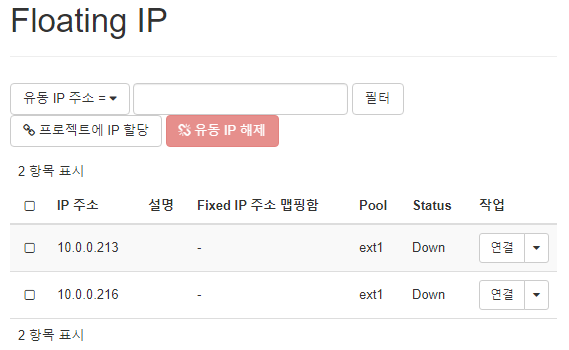 Floating IP
유동 IP 주소 = 필터
프로젝트에 IP 할당 유동 IP 해제
2 항목 표시
IP 주소 설명 Fixed IP 주소 맵핑함 Pool Status 작업
10.0.0.213 - ext1 Down 연결
10.0.0.216 - ext1 Down 연결
2 항목 표시